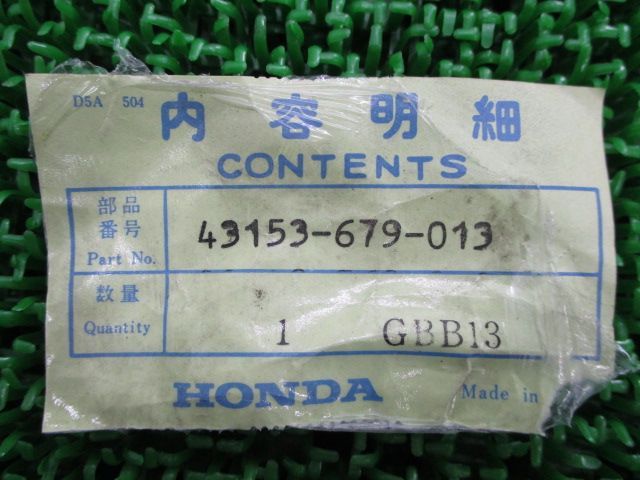 D5A 504
内容明細
CONTENTS
部品
番号
Part No.
43153-679-013
数量
Quantity
1 GBB13
HONDA Made in